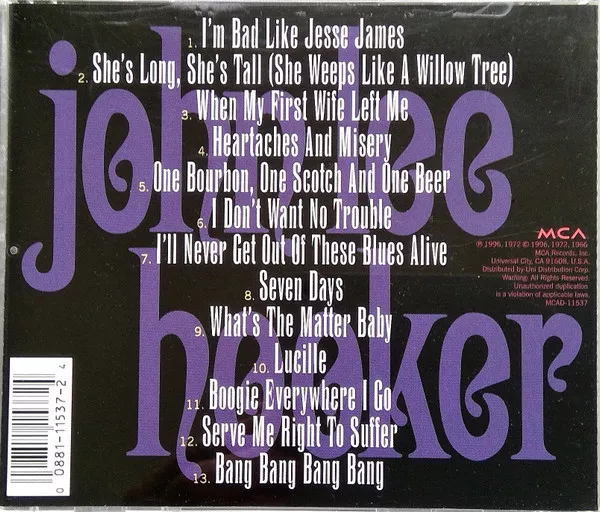 john lee
hooker
1. I'm Bad Like Jesse James
2. She's Long, She's Tall (She Weeps Like A Willow Tree)
3. When My First Wife Left Me
4. Heartaches And Misery
5. One Bourbon, One Scotch And One Beer
6. I Don't Want No Trouble
7. I'll Never Get Out Of These Blues Alive
8. Seven Days
9. What's The Matter Baby
10. Lucille
11. Boogie Everywhere I Go
12. Serve Me Right To Suffer
13. Bang Bang Bang Bang
MCA
℗ 1996, 1972 © 1996, 1972, 1966
MCA Records, Inc.
Universal City, CA 91608, U.S.A.
Distributed by Uni Distribution Corp.
Warning: All Rights Reserved.
Unauthorized duplication
is a violation of applicable laws.
MCAD-11537
0 0881-11537-2 4